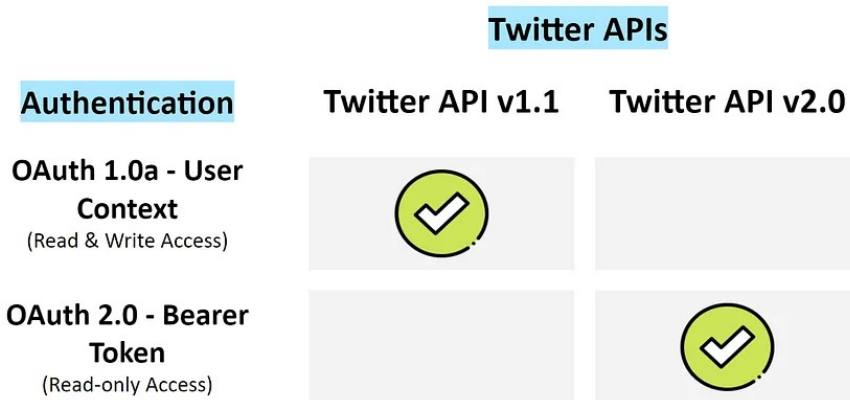 Twitter APIs
Authentication
Twitter API v1.1
Twitter API v2.0
OAuth 1.0a - User
Context
(Read & Write Access)
OAuth 2.0 - Bearer
Token
(Read-only Access)